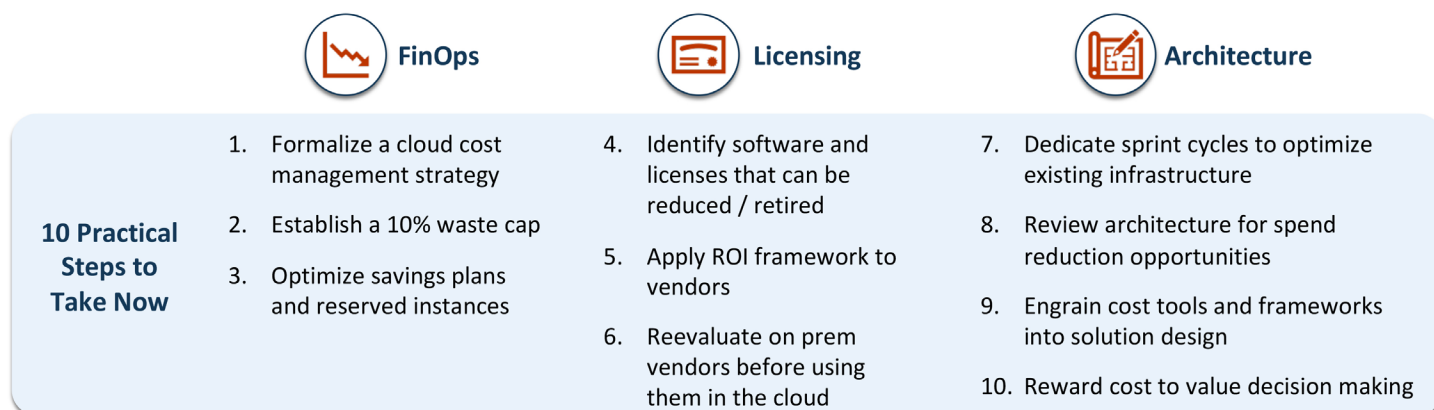 FinOps
Licensing
Architecture
10 Practical
Steps to
Take Now
1. Formalize a cloud cost
management strategy
2. Establish a 10% waste cap
3. Optimize savings plans
and reserved instances
4. Identify software and
licenses that can be
reduced / retired
5. Apply ROI framework to
vendors
6. Reevaluate on prem
vendors before using
them in the cloud
7. Dedicate sprint cycles to optimize
existing infrastructure
8. Review architecture for spend
reduction opportunities
9. Engrain cost tools and frameworks
into solution design
10. Reward cost to value decision making